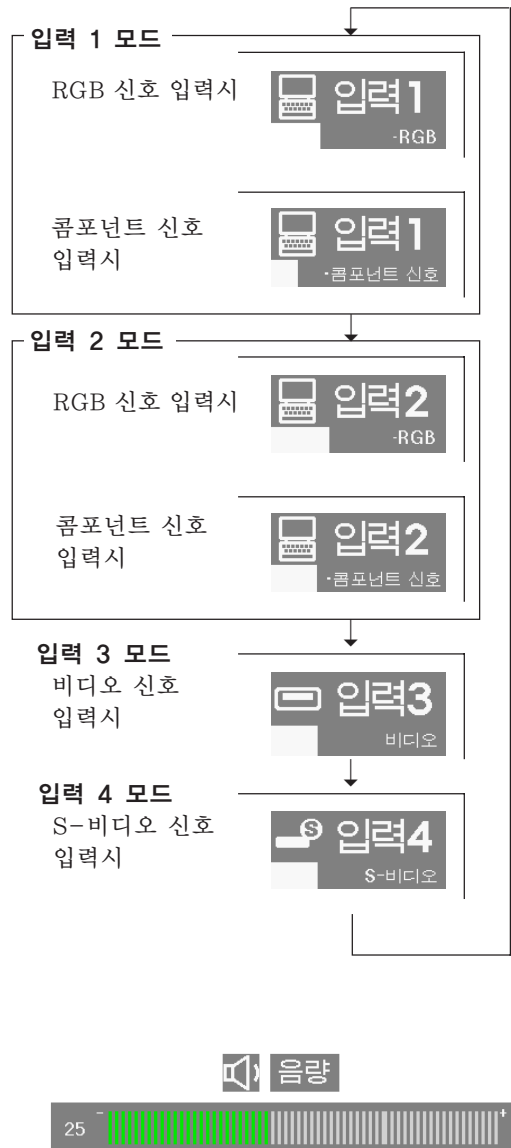 입력 1 모드
RGB 신호 입력시
입력1
-RGB
콤포넌트 신호
입력시
입력1
·콤포넌트 신호
입력 2 모드
RGB 신호 입력시
입력2
-RGB
콤포넌트 신호
입력시
입력2
·콤포넌트 신호
입력 3 모드
비디오 신호
입력시
입력3
비디오
입력 4 모드
S-비디오 신호
입력시
S
입력4
S-비디오
음량
25 - +